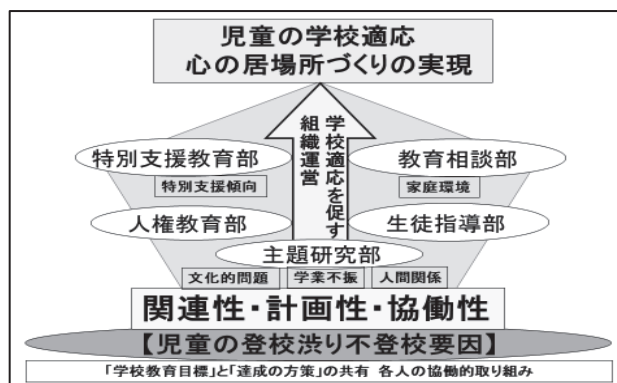 児童の学校適応
心の居場所づくりの実現
学校適応を促す
組織運営
特別支援教育部
教育相談部
特別支援傾向
家庭環境
人権教育部
生徒指導部
主題研究部
文化的問題
学業不振
人間関係
関連性・計画性・協働性
【児童の登校渋り不登校要因】
「学校教育目標」と「達成の方策」の共有 各人の協働的取り組み